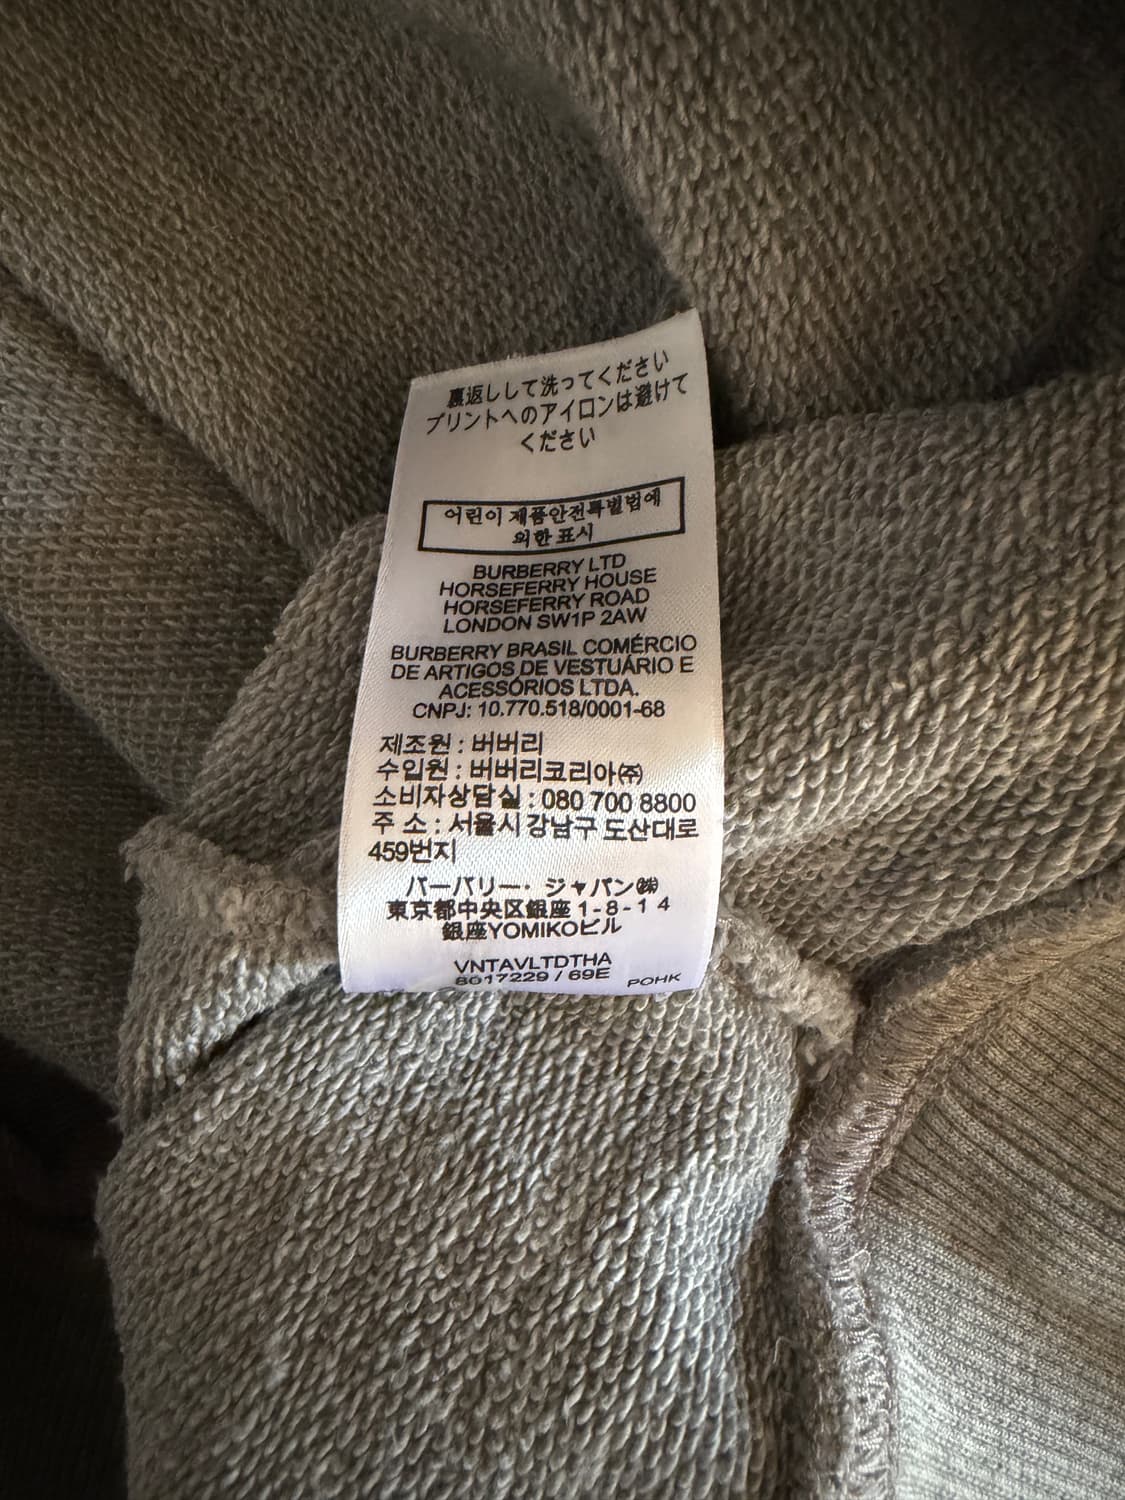 裏返しして洗ってください
プリントへのアイロンは避けて
ください
어린이 제품안전특별법에
의한 표시
BURBERRY LTD
HORSEFERRY HOUSE
HORSEFERRY ROAD
LONDON SW1P 2AW
BURBERRY BRASIL COMÉRCIO
DE ARTIGOS DE VESTUÁRIO E
ACESSÓRIOS LTDA.
CNPJ: 10.770.518/0001-68
제조원 : 버버리
수입원 : 버버리코리아㈜
소비자상담실 : 080 700 8800
주 소 : 서울시 강남구 도산대로
459번지
バーバリー・ジャパン㈱
東京都中央区銀座 1-8-1 4
銀座YOMIKOビル
VNTAVLTDTHA
8017229 / 69E POHK